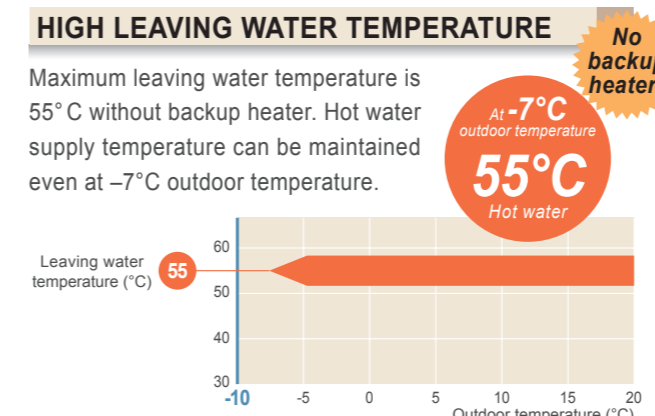 HIGH LEAVING WATER TEMPERATURE
No
backup
heater
Maximum leaving water temperature is
55° C without backup heater. Hot water
supply temperature can be maintained
even at –7°C outdoor temperature.
At -7°C
outdoor temperature
55°C
Hot water
Leaving water
temperature (°C)
55
60
50
40
30
-10 -5 0 5 10 15 20
Outdoor temperature (°C)